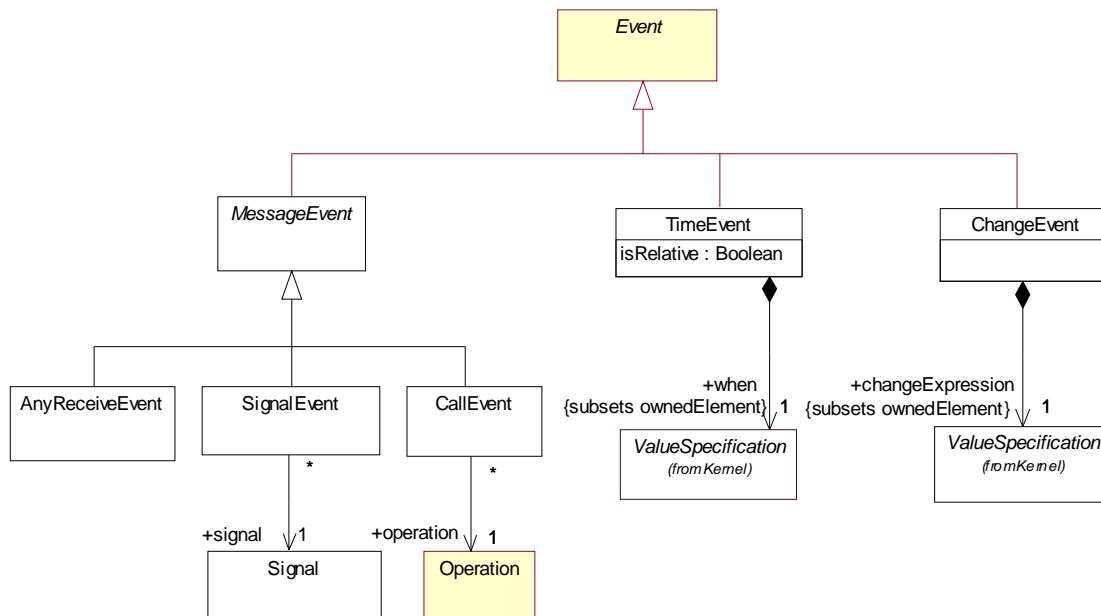 Event
MessageEvent
TimeEvent
isRelative : Boolean
ChangeEvent
AnyReceiveEvent
SignalEvent
*
CallEvent
*
+when
{subsets ownedElement}
1
+changeExpression
{subsets ownedElement}
1
ValueSpecification
(from Kernel)
ValueSpecification
(from Kernel)
+signal
1
+operation
1
Signal
Operation